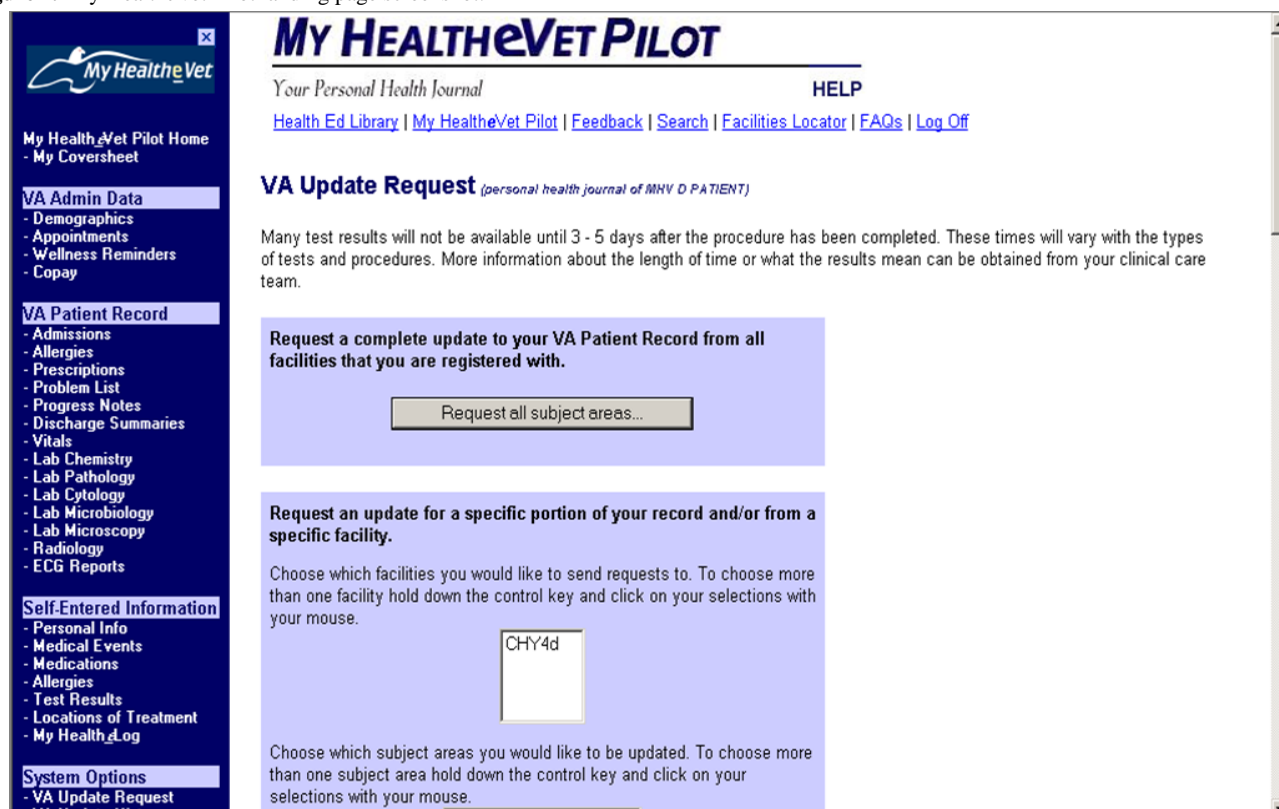 My HealtheVet
My Health eVet Pilot Home
- My Coversheet
VA Admin Data
- Demographics
- Appointments
- Wellness Reminders
- Copay
VA Patient Record
- Admissions
- Allergies
- Prescriptions
- Problem List
- Progress Notes
- Discharge Summaries
- Vitals
- Lab Chemistry
- Lab Pathology
- Lab Cytology
- Lab Microbiology
- Lab Microscopy
- Radiology
- ECG Reports
Self-Entered Information
- Personal Info
- Medical Events
- Medications
- Allergies
- Test Results
- Locations of Treatment
- My Health eLog
System Options
- VA Update Request
MY HEALTHEVET PILOT
Your Personal Health Journal
HELP
Health Ed Library | My HealtheVet Pilot | Feedback | Search | Facilities Locator | FAQs | Log Off
VA Update Request (personal health journal of MHV D PATIENT)
Many test results will not be available until 3 - 5 days after the procedure has been completed. These times will vary with the types
of tests and procedures. More information about the length of time or what the results mean can be obtained from your clinical care
team.
Request a complete update to your VA Patient Record from all
facilities that you are registered with.
Request all subject areas...
Request an update for a specific portion of your record and/or from a
specific facility.
Choose which facilities you would like to send requests to. To choose more
than one facility hold down the control key and click on your selections with
your mouse.
CHY4d
Choose which subject areas you would like to be updated. To choose more
than one subject area hold down the control key and click on your
selections with your mouse.